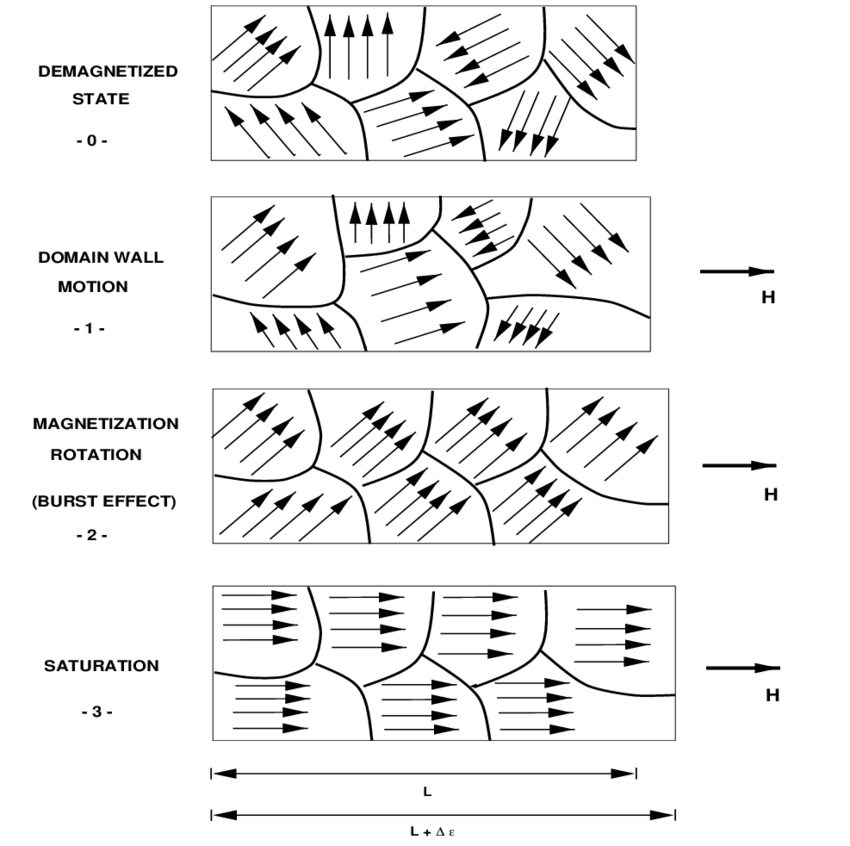 DEMAGNETIZED
STATE
- 0 -
DOMAIN WALL
MOTION
- 1 -
H
MAGNETIZATION
ROTATION
(BURST EFFECT)
- 2 -
H
SATURATION
- 3 -
H
L
L + Δ ε